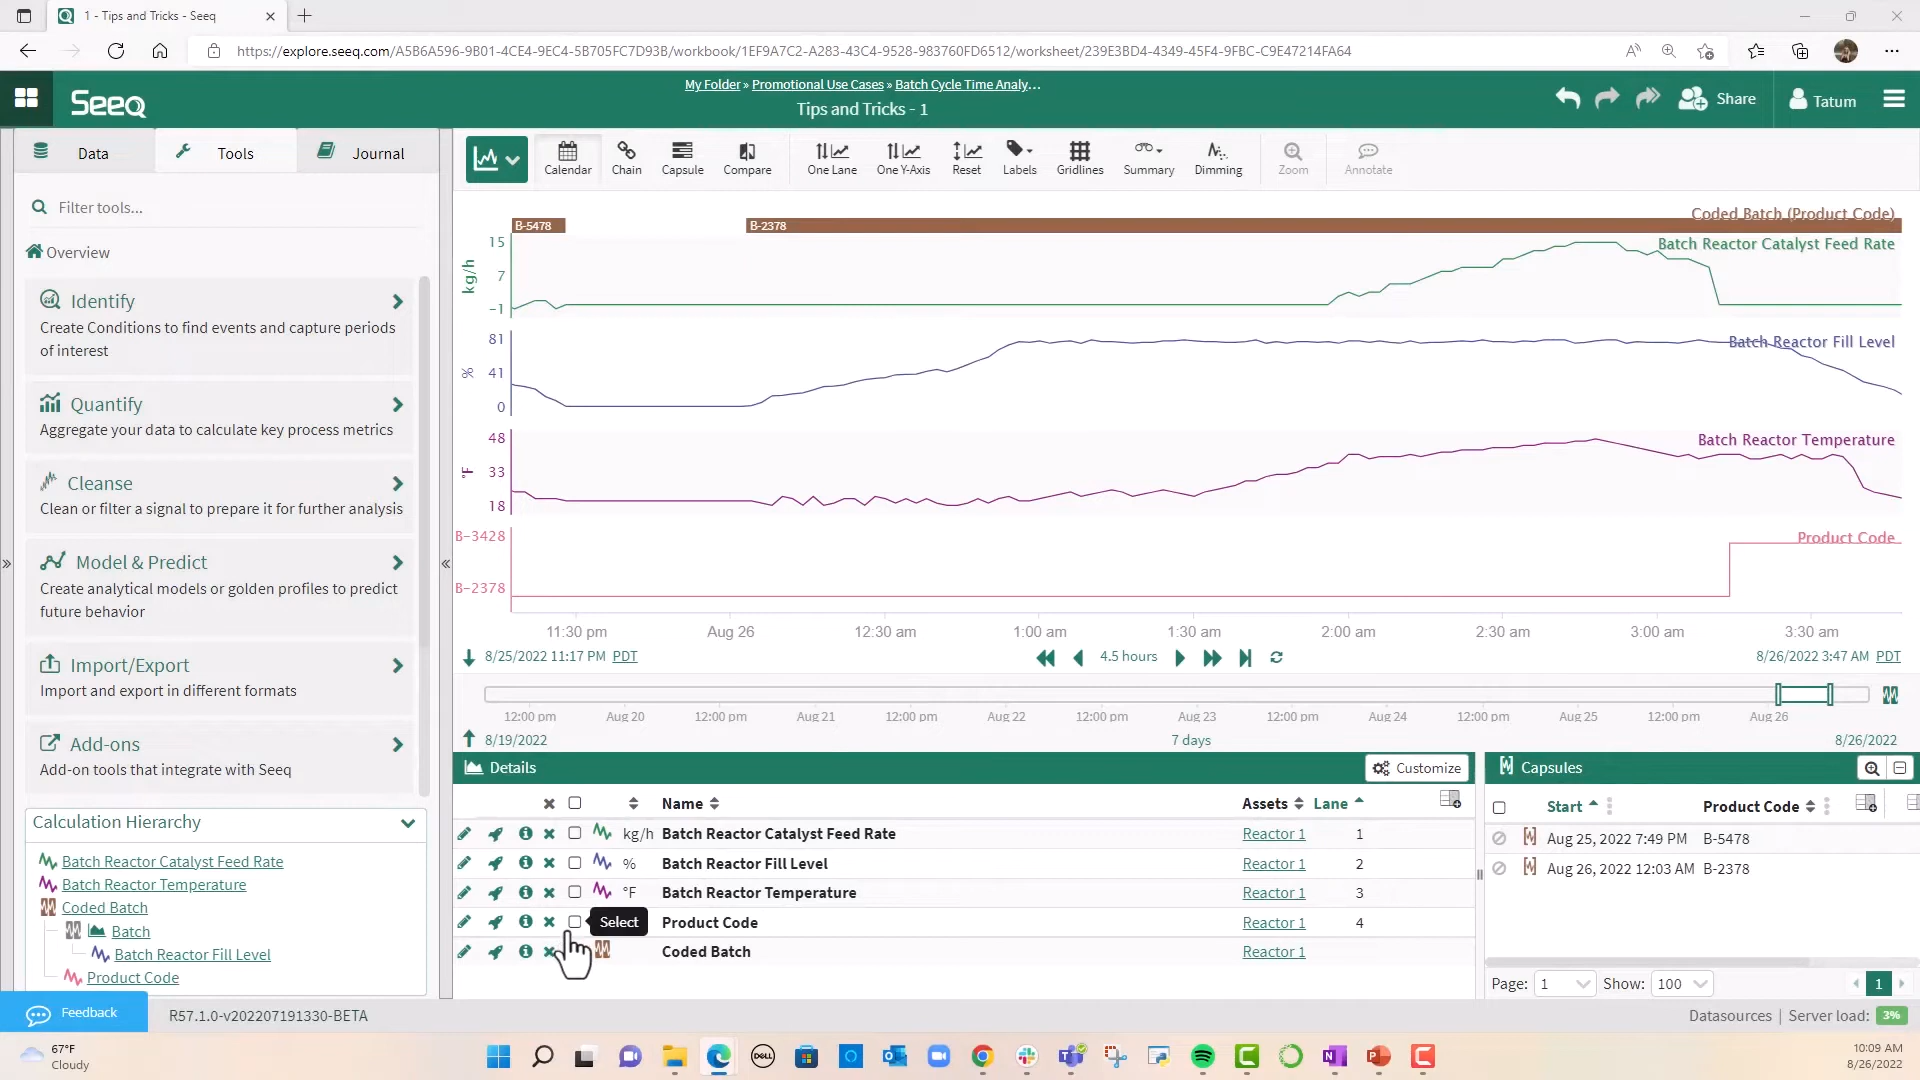 1 - Tips and Tricks - Seeq
https://explore.seeq.com/A5B6A596-9B01-4CE4-9EC4-5B705FC7D93B/workbook/1EF9A7C2-A283-43C4-9528-983760FD6512/worksheet/239E3BD4-4349-45F4-9FBC-C9E47214FA64
Seeq
My Folder » Promotional Use Cases » Batch Cycle Time Analy...
Tips and Tricks - 1
Share
Tatum
Data
Tools
Journal
Calendar
Chain
Capsule
Compare
One Lane
One Y-Axis
Reset
Labels
Gridlines
Summary
Dimming
Zoom
Annotate
Filter tools...
Overview
Identify
Create Conditions to find events and capture periods
of interest
Quantify
Aggregate your data to calculate key process metrics
Cleanse
Clean or filter a signal to prepare it for further analysis
Model & Predict
Create analytical models or golden profiles to predict
future behavior
Import/Export
Import and export in different formats
Add-ons
Add-on tools that integrate with Seeq
Calculation Hierarchy
Batch Reactor Catalyst Feed Rate
Batch Reactor Temperature
Coded Batch
Batch
Batch Reactor Fill Level
Product Code
Coded Batch (Product Code)
B-5478
B-2378
Batch Reactor Catalyst Feed Rate
15
7
-1
kg/h
Batch Reactor Fill Level
81
41
0
%
Batch Reactor Temperature
48
33
18
°F
Product Code
B-3428
B-2378
11:30 pm
Aug 26
12:30 am
1:00 am
1:30 am
2:00 am
2:30 am
3:00 am
3:30 am
8/25/2022 11:17 PM PDT
4.5 hours
8/26/2022 3:47 AM PDT
12:00 pm
Aug 20
12:00 pm
Aug 21
12:00 pm
Aug 22
12:00 pm
Aug 23
12:00 pm
Aug 24
12:00 pm
Aug 25
12:00 pm
Aug 26
8/19/2022
7 days
8/26/2022
Details
Customize
Name
Assets
Lane
kg/h Batch Reactor Catalyst Feed Rate Reactor 1 1
% Batch Reactor Fill Level Reactor 1 2
°F Batch Reactor Temperature Reactor 1 3
Select Product Code Reactor 1 4
Coded Batch Reactor 1
Capsules
Start
Product Code
Aug 25, 2022 7:49 PM B-5478
Aug 26, 2022 12:03 AM B-2378
Page: 1
Show: 100
1
Feedback
R57.1.0-v202207191330-BETA
Datasources | Server load: 3%
67°F
Cloudy
DELL
10:09 AM
8/26/2022